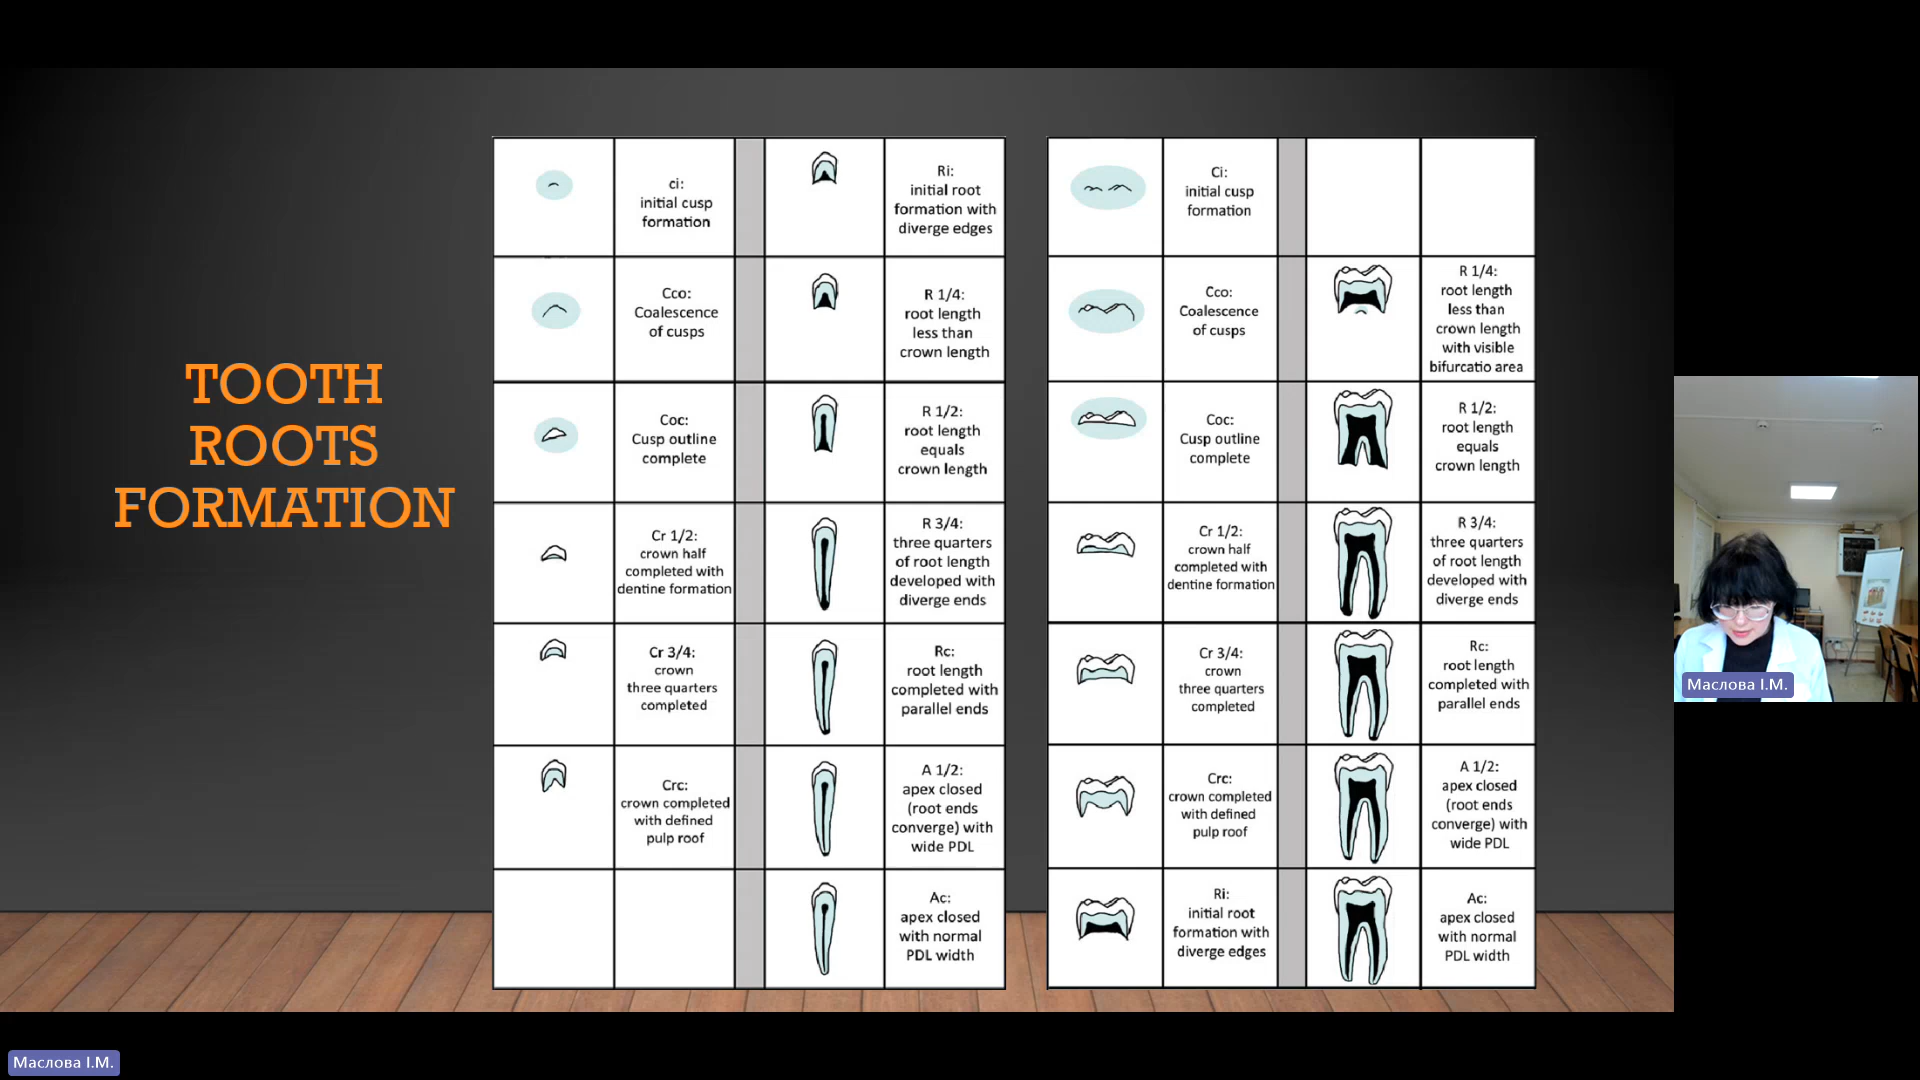 TOOTH
ROOTS
FORMATION
ci:
initial cusp
formation
Ri:
initial root
formation with
diverge edges
Cco:
Coalescence
of cusps
R 1/4:
root length
less than
crown length
Coc:
Cusp outline
complete
R 1/2:
root length
equals
crown length
Cr 1/2:
crown half
completed with
dentine formation
R 3/4:
three quarters
of root length
developed with
diverge ends
Cr 3/4:
crown
three quarters
completed
Rc:
root length
completed with
parallel ends
Crc:
crown completed
with defined
pulp roof
A 1/2:
apex closed
(root ends
converge) with
wide PDL
Ac:
apex closed
with normal
PDL width
Ci:
initial cusp
formation
Cco:
Coalescence
of cusps
R 1/4:
root length
less than
crown length
with visible
bifurcatio area
Coc:
Cusp outline
complete
R 1/2:
root length
equals
crown length
Cr 1/2:
crown half
completed with
dentine formation
R 3/4:
three quarters
of root length
developed with
diverge ends
Cr 3/4:
crown
three quarters
completed
Rc:
root length
completed with
parallel ends
Crc:
crown completed
with defined
pulp roof
A 1/2:
apex closed
(root ends
converge) with
wide PDL
Ri:
initial root
formation with
diverge edges
Ac:
apex closed
with normal
PDL width
Маслова І.М.
Маслова І.М.